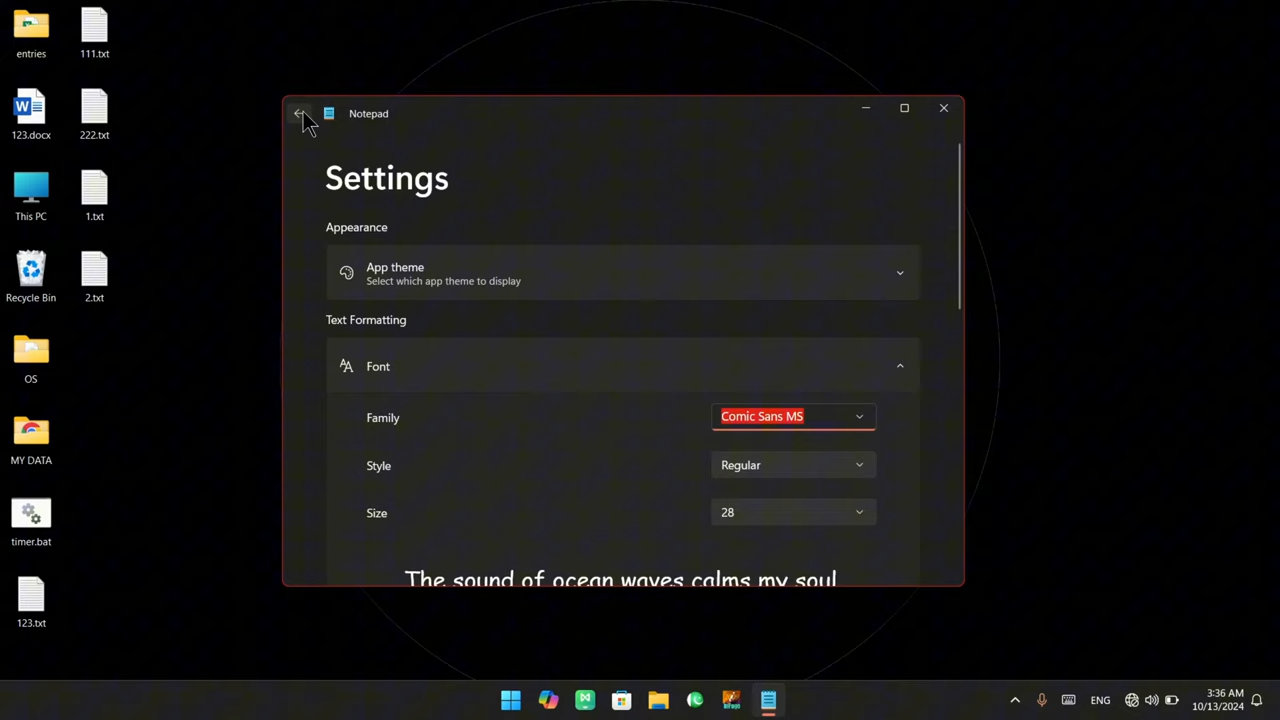 entries
111.txt
123.docx
222.txt
This PC
1.txt
Recycle Bin
2.txt
OS
MY DATA
timer.bat
123.txt
Notepad
Settings
Appearance
App theme
Select which app theme to display
Text Formatting
Font
Family
Comic Sans MS
Style
Regular
Size
28
The sound of ocean waves calms my soul
ENG
3:36 AM
10/13/2024